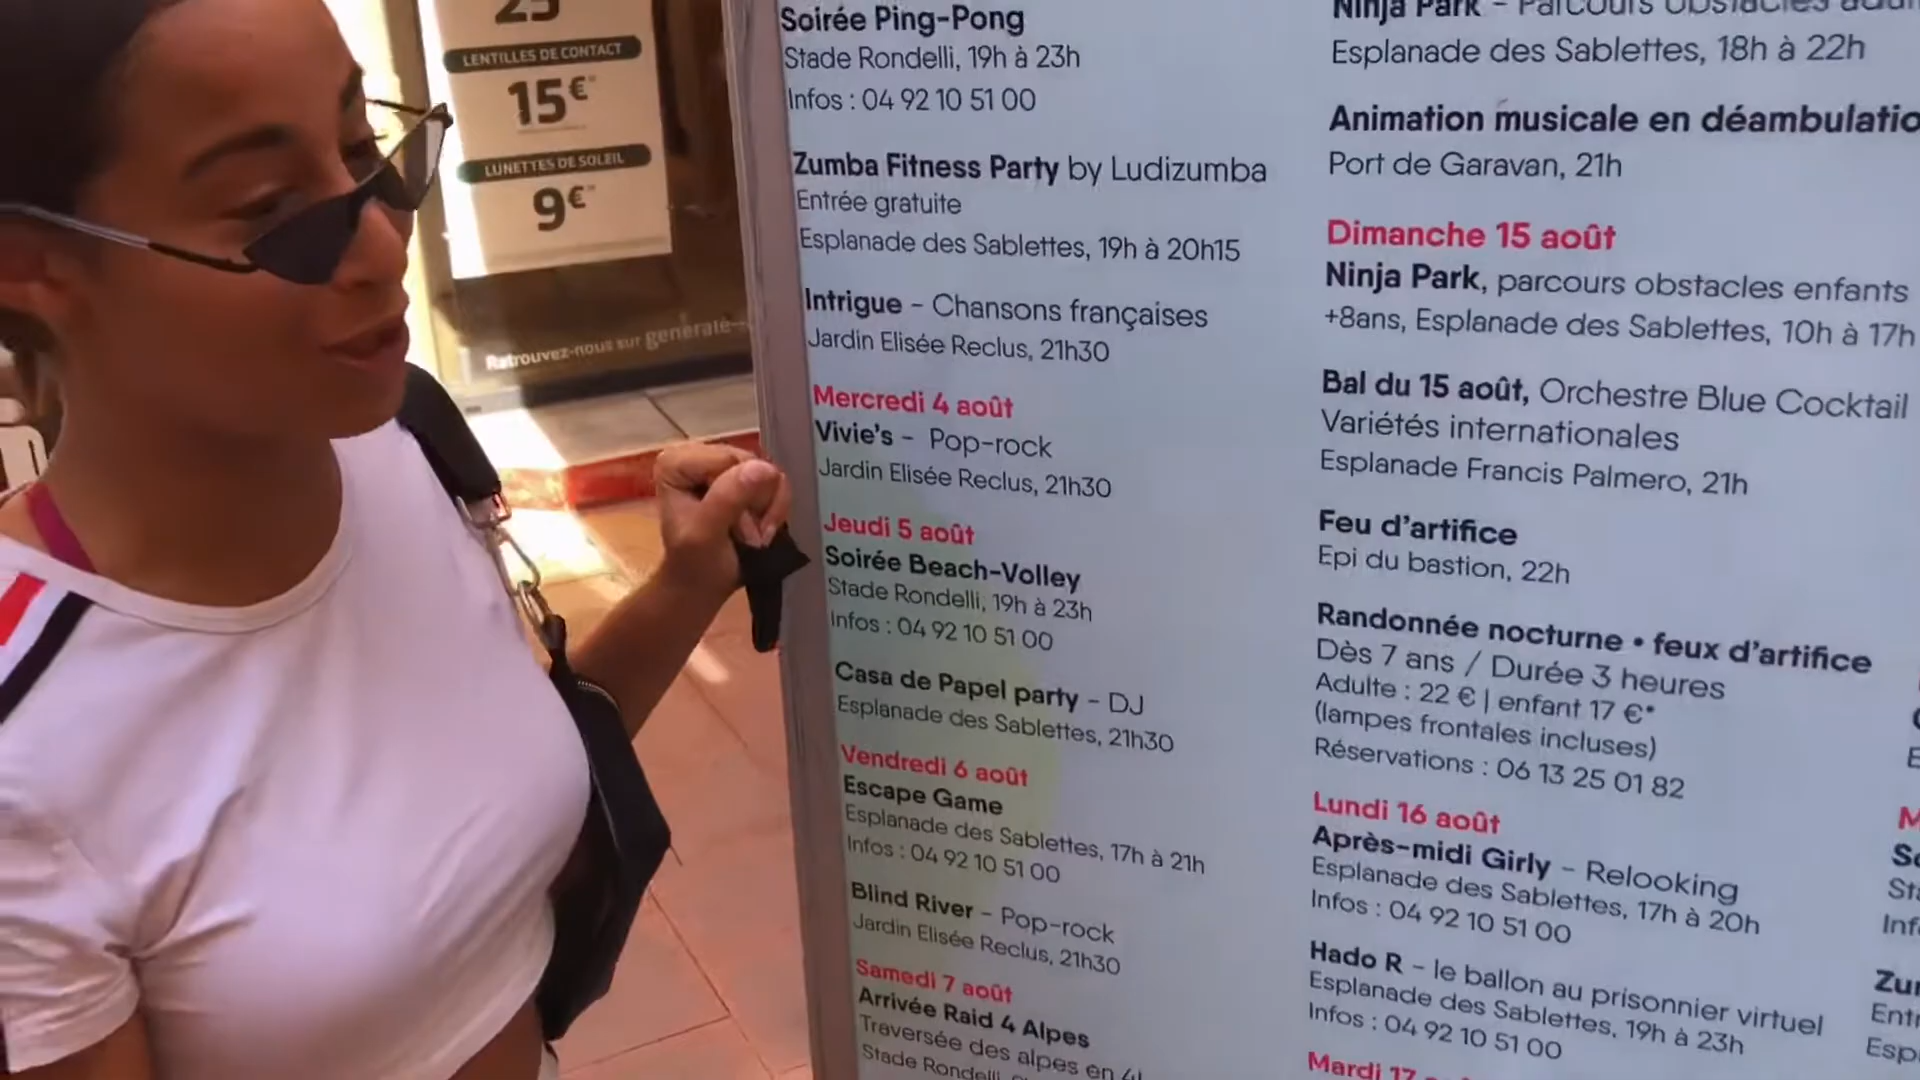 25
LENTILLES DE CONTACT
15€*
LUNETTES DE SOLEIL
9€*
Retrouvez-nous sur generale
Soirée Ping-Pong
Stade Rondelli, 19h à 23h
Infos : 04 92 10 51 00
Zumba Fitness Party by Ludizumba
Entrée gratuite
Esplanade des Sablettes, 19h à 20h15
Intrigue - Chansons françaises
Jardin Elisée Reclus, 21h30
Mercredi 4 août
Vivie's - Pop-rock
Jardin Elisée Reclus, 21h30
Jeudi 5 août
Soirée Beach-Volley
Stade Rondelli, 19h à 23h
Infos : 04 92 10 51 00
Casa de Papel party - DJ
Esplanade des Sablettes, 21h30
Vendredi 6 août
Escape Game
Esplanade des Sablettes, 17h à 21h
Infos : 04 92 10 51 00
Blind River - Pop-rock
Jardin Elisée Reclus, 21h30
Samedi 7 août
Arrivée Raid 4 Alpes
Traversée des alpes en 4
Stade Rondelli,
Ninja Park - Parcours obstacles
Esplanade des Sablettes, 18h à 22h
Animation musicale en déambulatio
Port de Garavan, 21h
Dimanche 15 août
Ninja Park, parcours obstacles enfants
+8ans, Esplanade des Sablettes, 10h à 17h
Bal du 15 août, Orchestre Blue Cocktail
Variétés internationales
Esplanade Francis Palmero, 21h
Feu d'artifice
Epi du bastion, 22h
Randonnée nocturne • feux d'artifice
Dès 7 ans / Durée 3 heures
Adulte : 22 € | enfant 17 €*
(lampes frontales incluses)
Réservations : 06 13 25 01 82
Lundi 16 août
Après-midi Girly - Relooking
Esplanade des Sablettes, 17h à 20h
Infos : 04 92 10 51 00
Hado R - le ballon au prisonnier virtuel
Esplanade des Sablettes, 19h à 23h
Infos : 04 92 10 51 00
Mardi 17